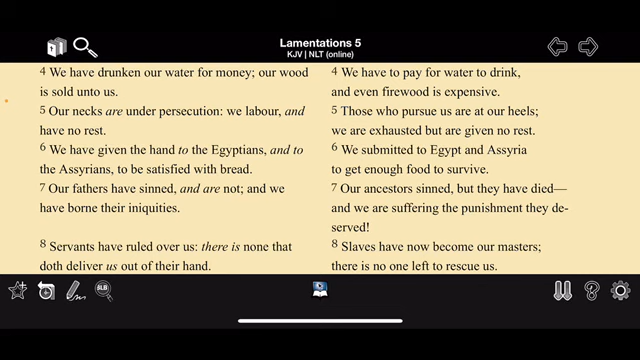 Lamentations 5
KJV | NLT (online)
4 We have drunken our water for money; our wood
is sold unto us.
5 Our necks are under persecution: we labour, and
have no rest.
6 We have given the hand to the Egyptians, and to
the Assyrians, to be satisfied with bread.
7 Our fathers have sinned, and are not; and we
have borne their iniquities.
8 Servants have ruled over us: there is none that
doth deliver us out of their hand.
4 We have to pay for water to drink,
and even firewood is expensive.
5 Those who pursue us are at our heels;
we are exhausted but are given no rest.
6 We submitted to Egypt and Assyria
to get enough food to survive.
7 Our ancestors sinned, but they have died—
and we are suffering the punishment they de-
served!
8 Slaves have now become our masters;
there is no one left to rescue us.
SLB